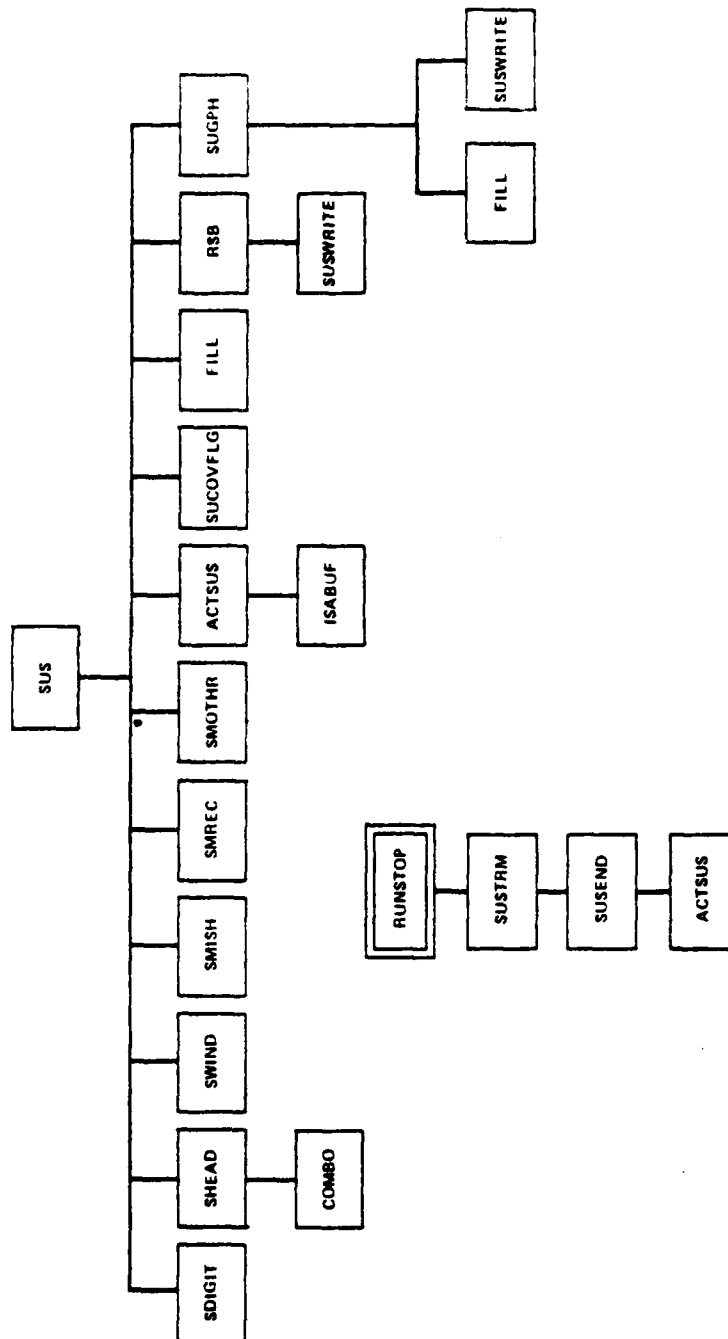 SUS
SDIGIT
SHEAD
SWIND
SMISH
SMREC
SMOTHR
ACTSUS
SUCOVFLG
FILL
RSB
SUGPH
COMBO
ISABUF
SUSWRITE
FILL
SUSWRITE
RUNSTOP
SUSTRM
SUSEND
ACTSUS